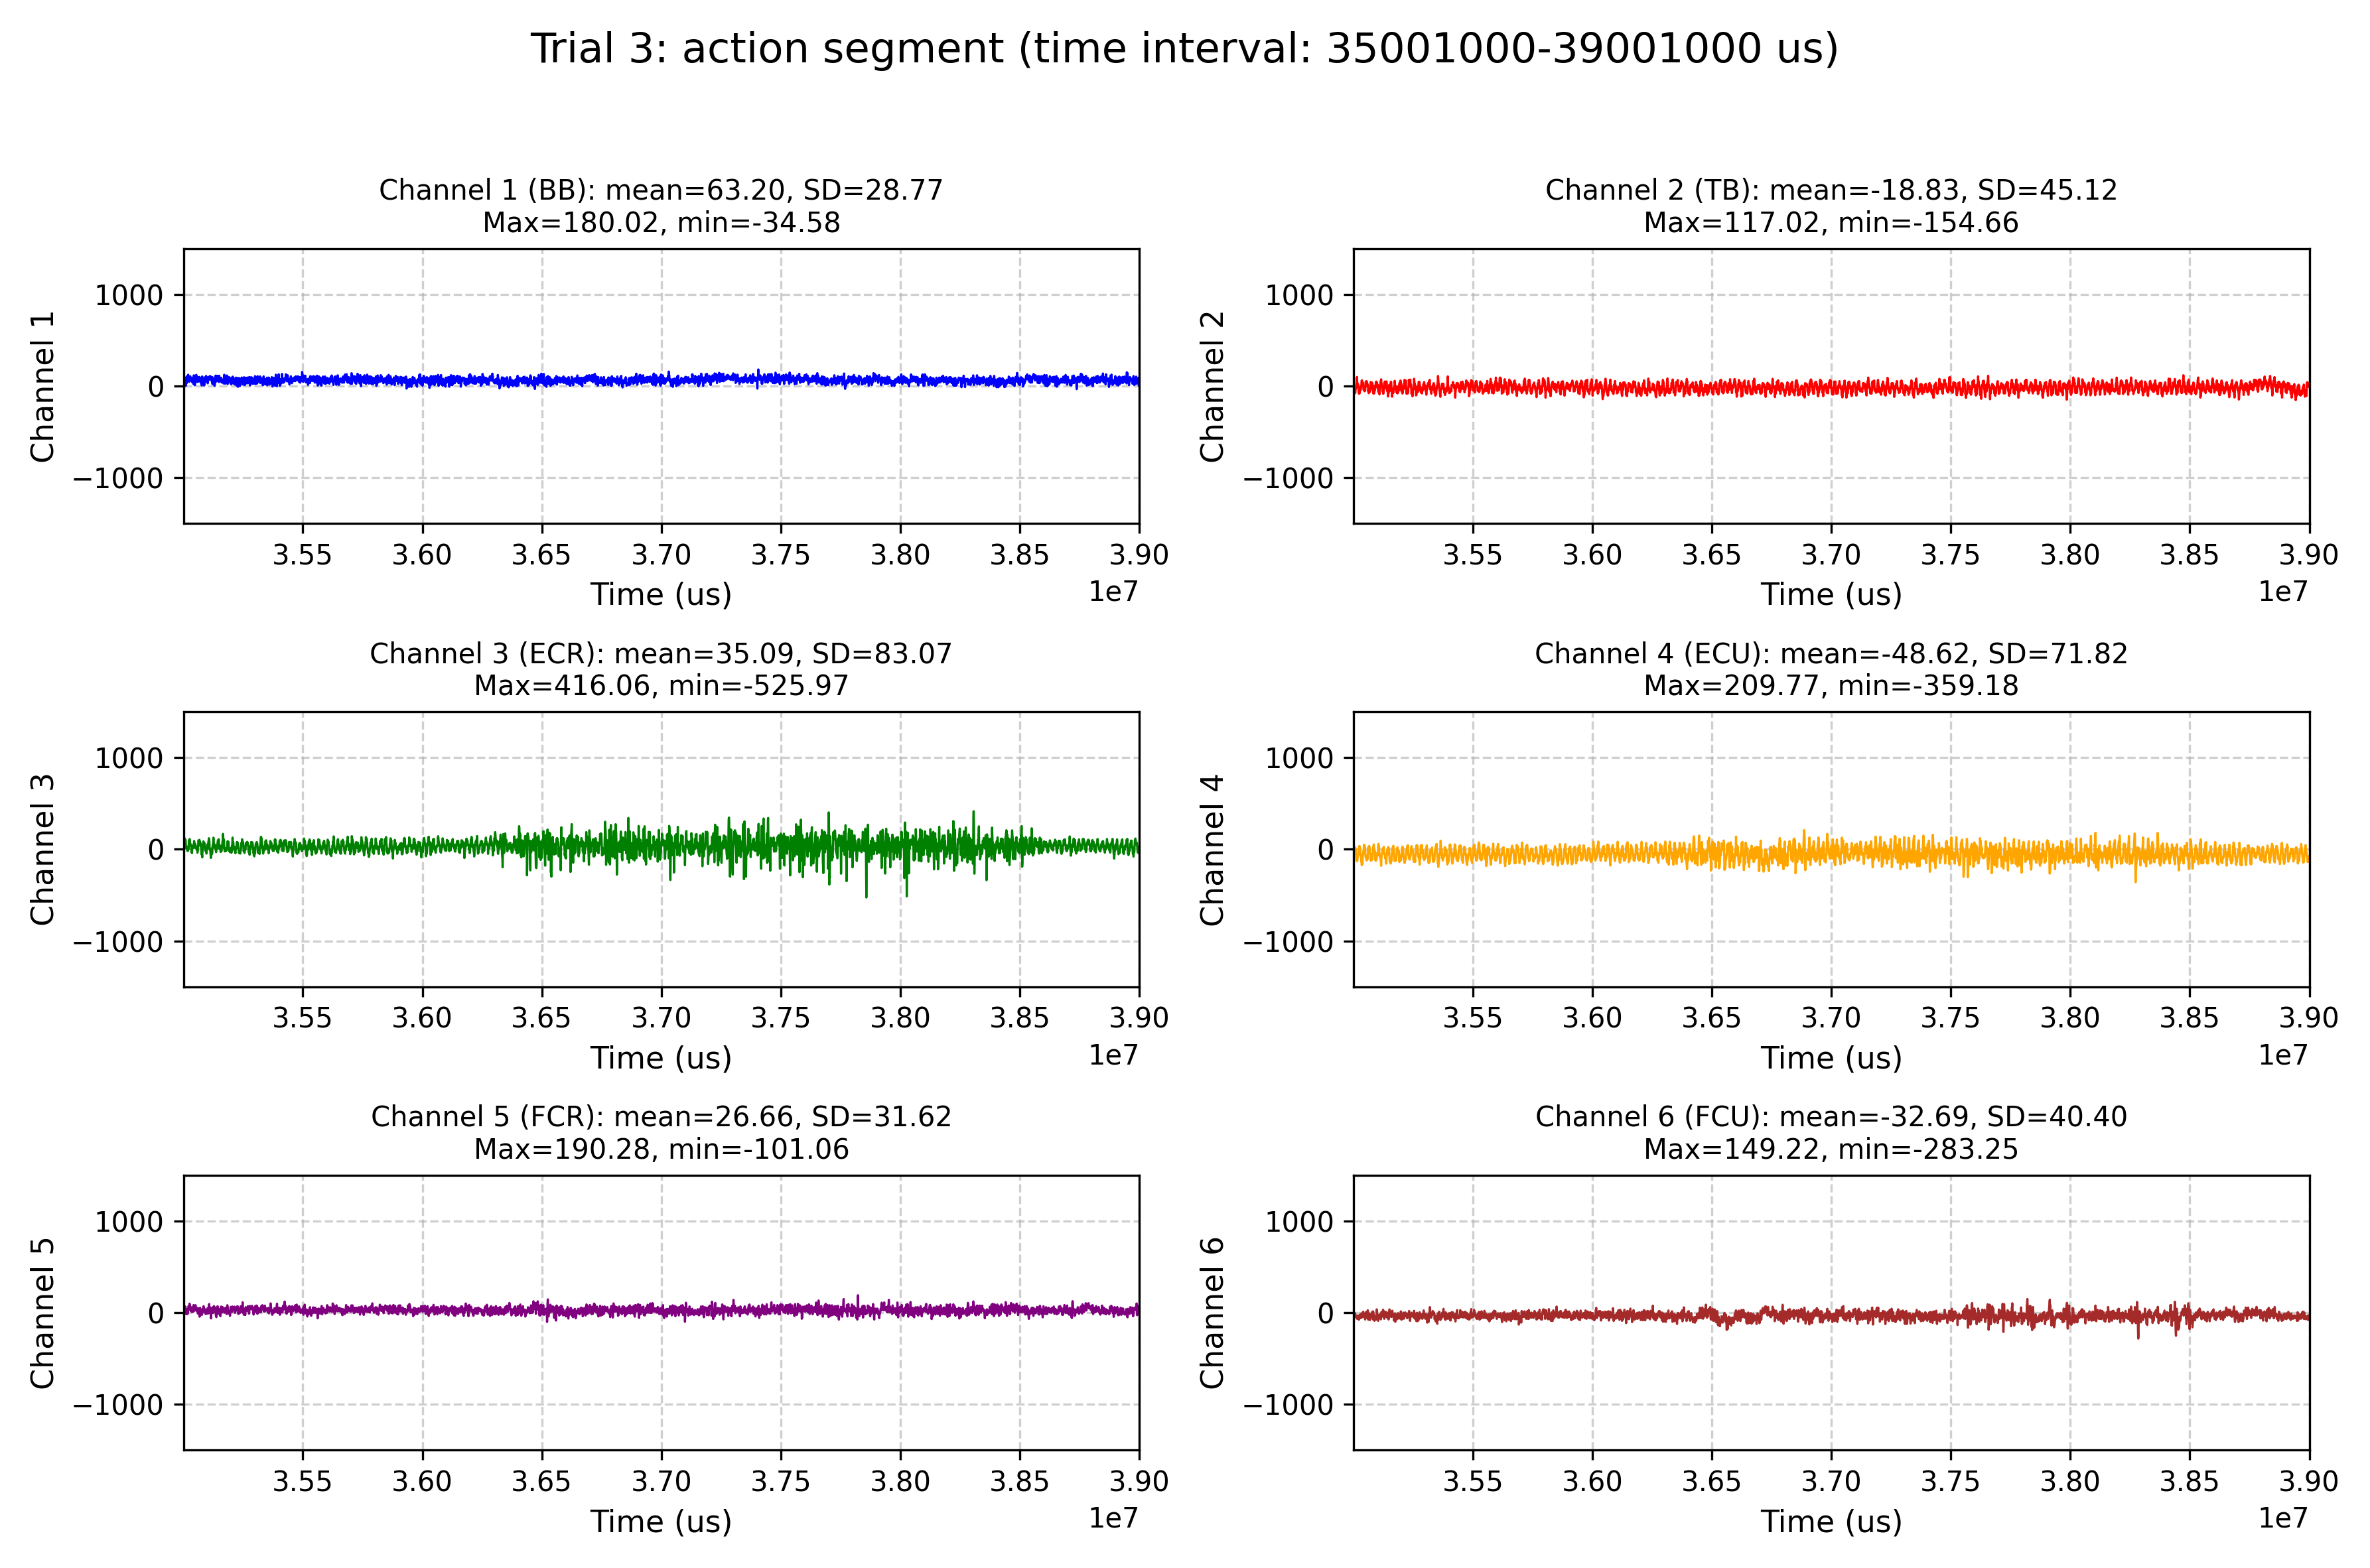 Trial 3: action segment (time interval: 35001000-39001000 us)
Channel 1 (BB): mean=63.20, SD=28.77
Max=180.02, min=-34.58
1000
0
−1000
Channel 1
3.55 3.60 3.65 3.70 3.75 3.80 3.85 3.90
Time (us)
1e7
Channel 2 (TB): mean=-18.83, SD=45.12
Max=117.02, min=-154.66
1000
0
−1000
Channel 2
3.55 3.60 3.65 3.70 3.75 3.80 3.85 3.90
Time (us)
1e7
Channel 3 (ECR): mean=35.09, SD=83.07
Max=416.06, min=-525.97
1000
0
−1000
Channel 3
3.55 3.60 3.65 3.70 3.75 3.80 3.85 3.90
Time (us)
1e7
Channel 4 (ECU): mean=-48.62, SD=71.82
Max=209.77, min=-359.18
1000
0
−1000
Channel 4
3.55 3.60 3.65 3.70 3.75 3.80 3.85 3.90
Time (us)
1e7
Channel 5 (FCR): mean=26.66, SD=31.62
Max=190.28, min=-101.06
1000
0
−1000
Channel 5
3.55 3.60 3.65 3.70 3.75 3.80 3.85 3.90
Time (us)
1e7
Channel 6 (FCU): mean=-32.69, SD=40.40
Max=149.22, min=-283.25
1000
0
−1000
Channel 6
3.55 3.60 3.65 3.70 3.75 3.80 3.85 3.90
Time (us)
1e7